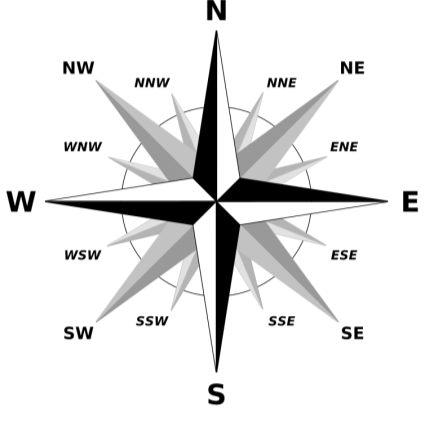 N
NW NNW NNE NE
WNW ENE
W E
WSW ESE
SW SSW SSE SE
S